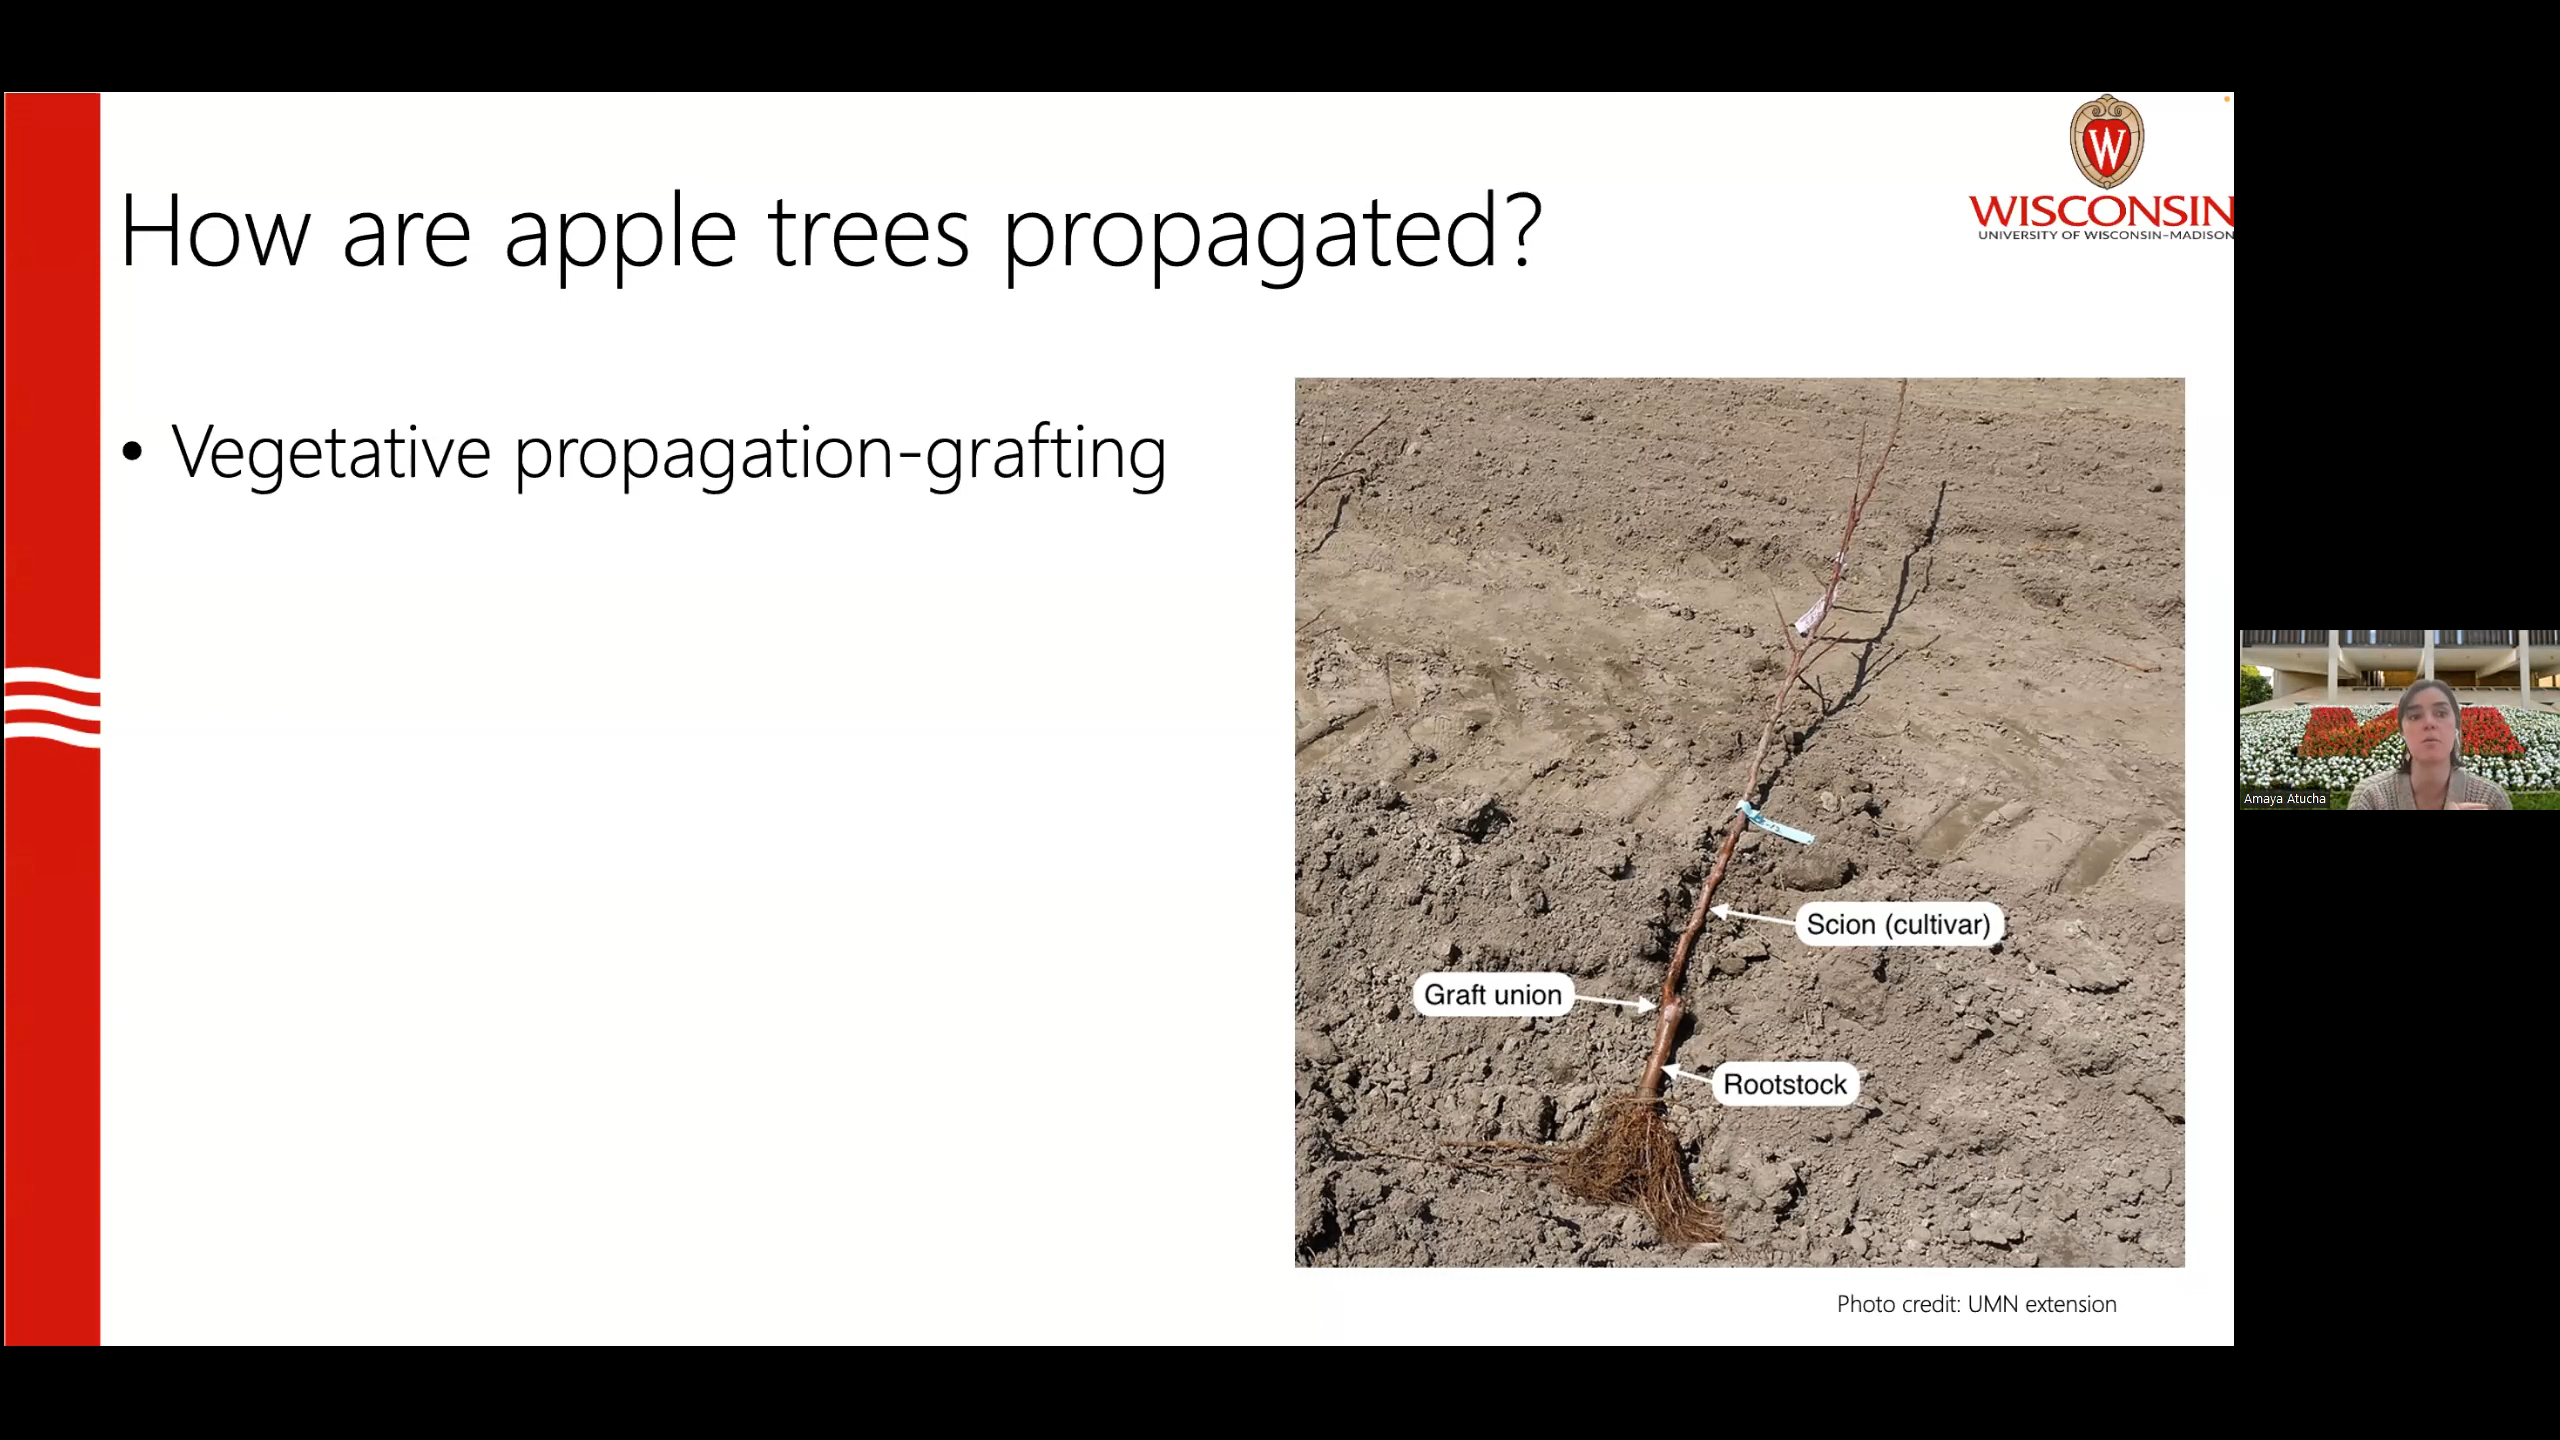 W
WISCONSIN
UNIVERSITY OF WISCONSIN-MADISON
How are apple trees propagated?
• Vegetative propagation-grafting
Scion (cultivar)
Graft union
Rootstock
Photo credit: UMN extension
Amaya Atucha